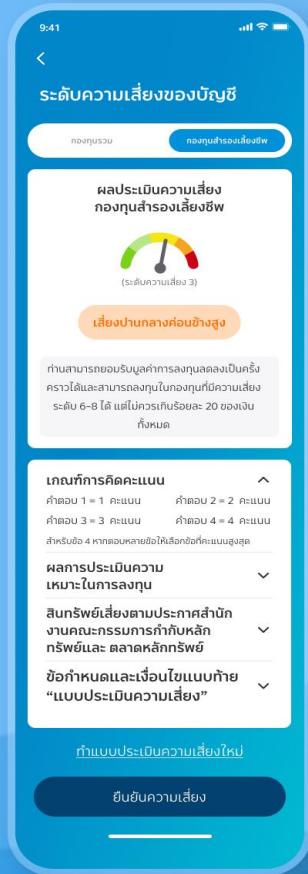 9:41
ระดับความเสี่ยงของบัญชี
กองทุนรวม
กองทุนสำรองเลี้ยงชีพ
ผลประเมินความเสี่ยง
กองทุนสำรองเลี้ยงชีพ
(ระดับความเสี่ยง 3)
เสี่ยงปานกลางค่อนข้างสูง
ท่านสามารถยอมรับมูลค่าการลงทุนลดลงเป็นครั้ง
คราวได้และสามารถลงทุนในกองทุนที่มีความเสี่ยง
ระดับ 6-8 ได้ แต่ไม่ควรเกินร้อยละ 20 ของเงิน
ทั้งหมด
เกณฑ์การคิดคะแนน
คำตอบ 1 = 1 คะแนน คำตอบ 2 = 2 คะแนน
คำตอบ 3 = 3 คะแนน คำตอบ 4 = 4 คะแนน
สำหรับข้อ 4 หากตอบหลายข้อให้เลือกข้อที่คะแนนสูงสุด
ผลการประเมินความ
เหมาะในการลงทุน
สินทรัพย์เสี่ยงตามประกาศสำนัก
งานคณะกรรมการกำกับหลัก
ทรัพย์และ ตลาดหลักทรัพย์
ข้อกำหนดและเงื่อนไขแนบท้าย
“แบบประเมินความเสี่ยง”
ทำแบบประเมินความเสี่ยงใหม่
ยืนยันความเสี่ยง